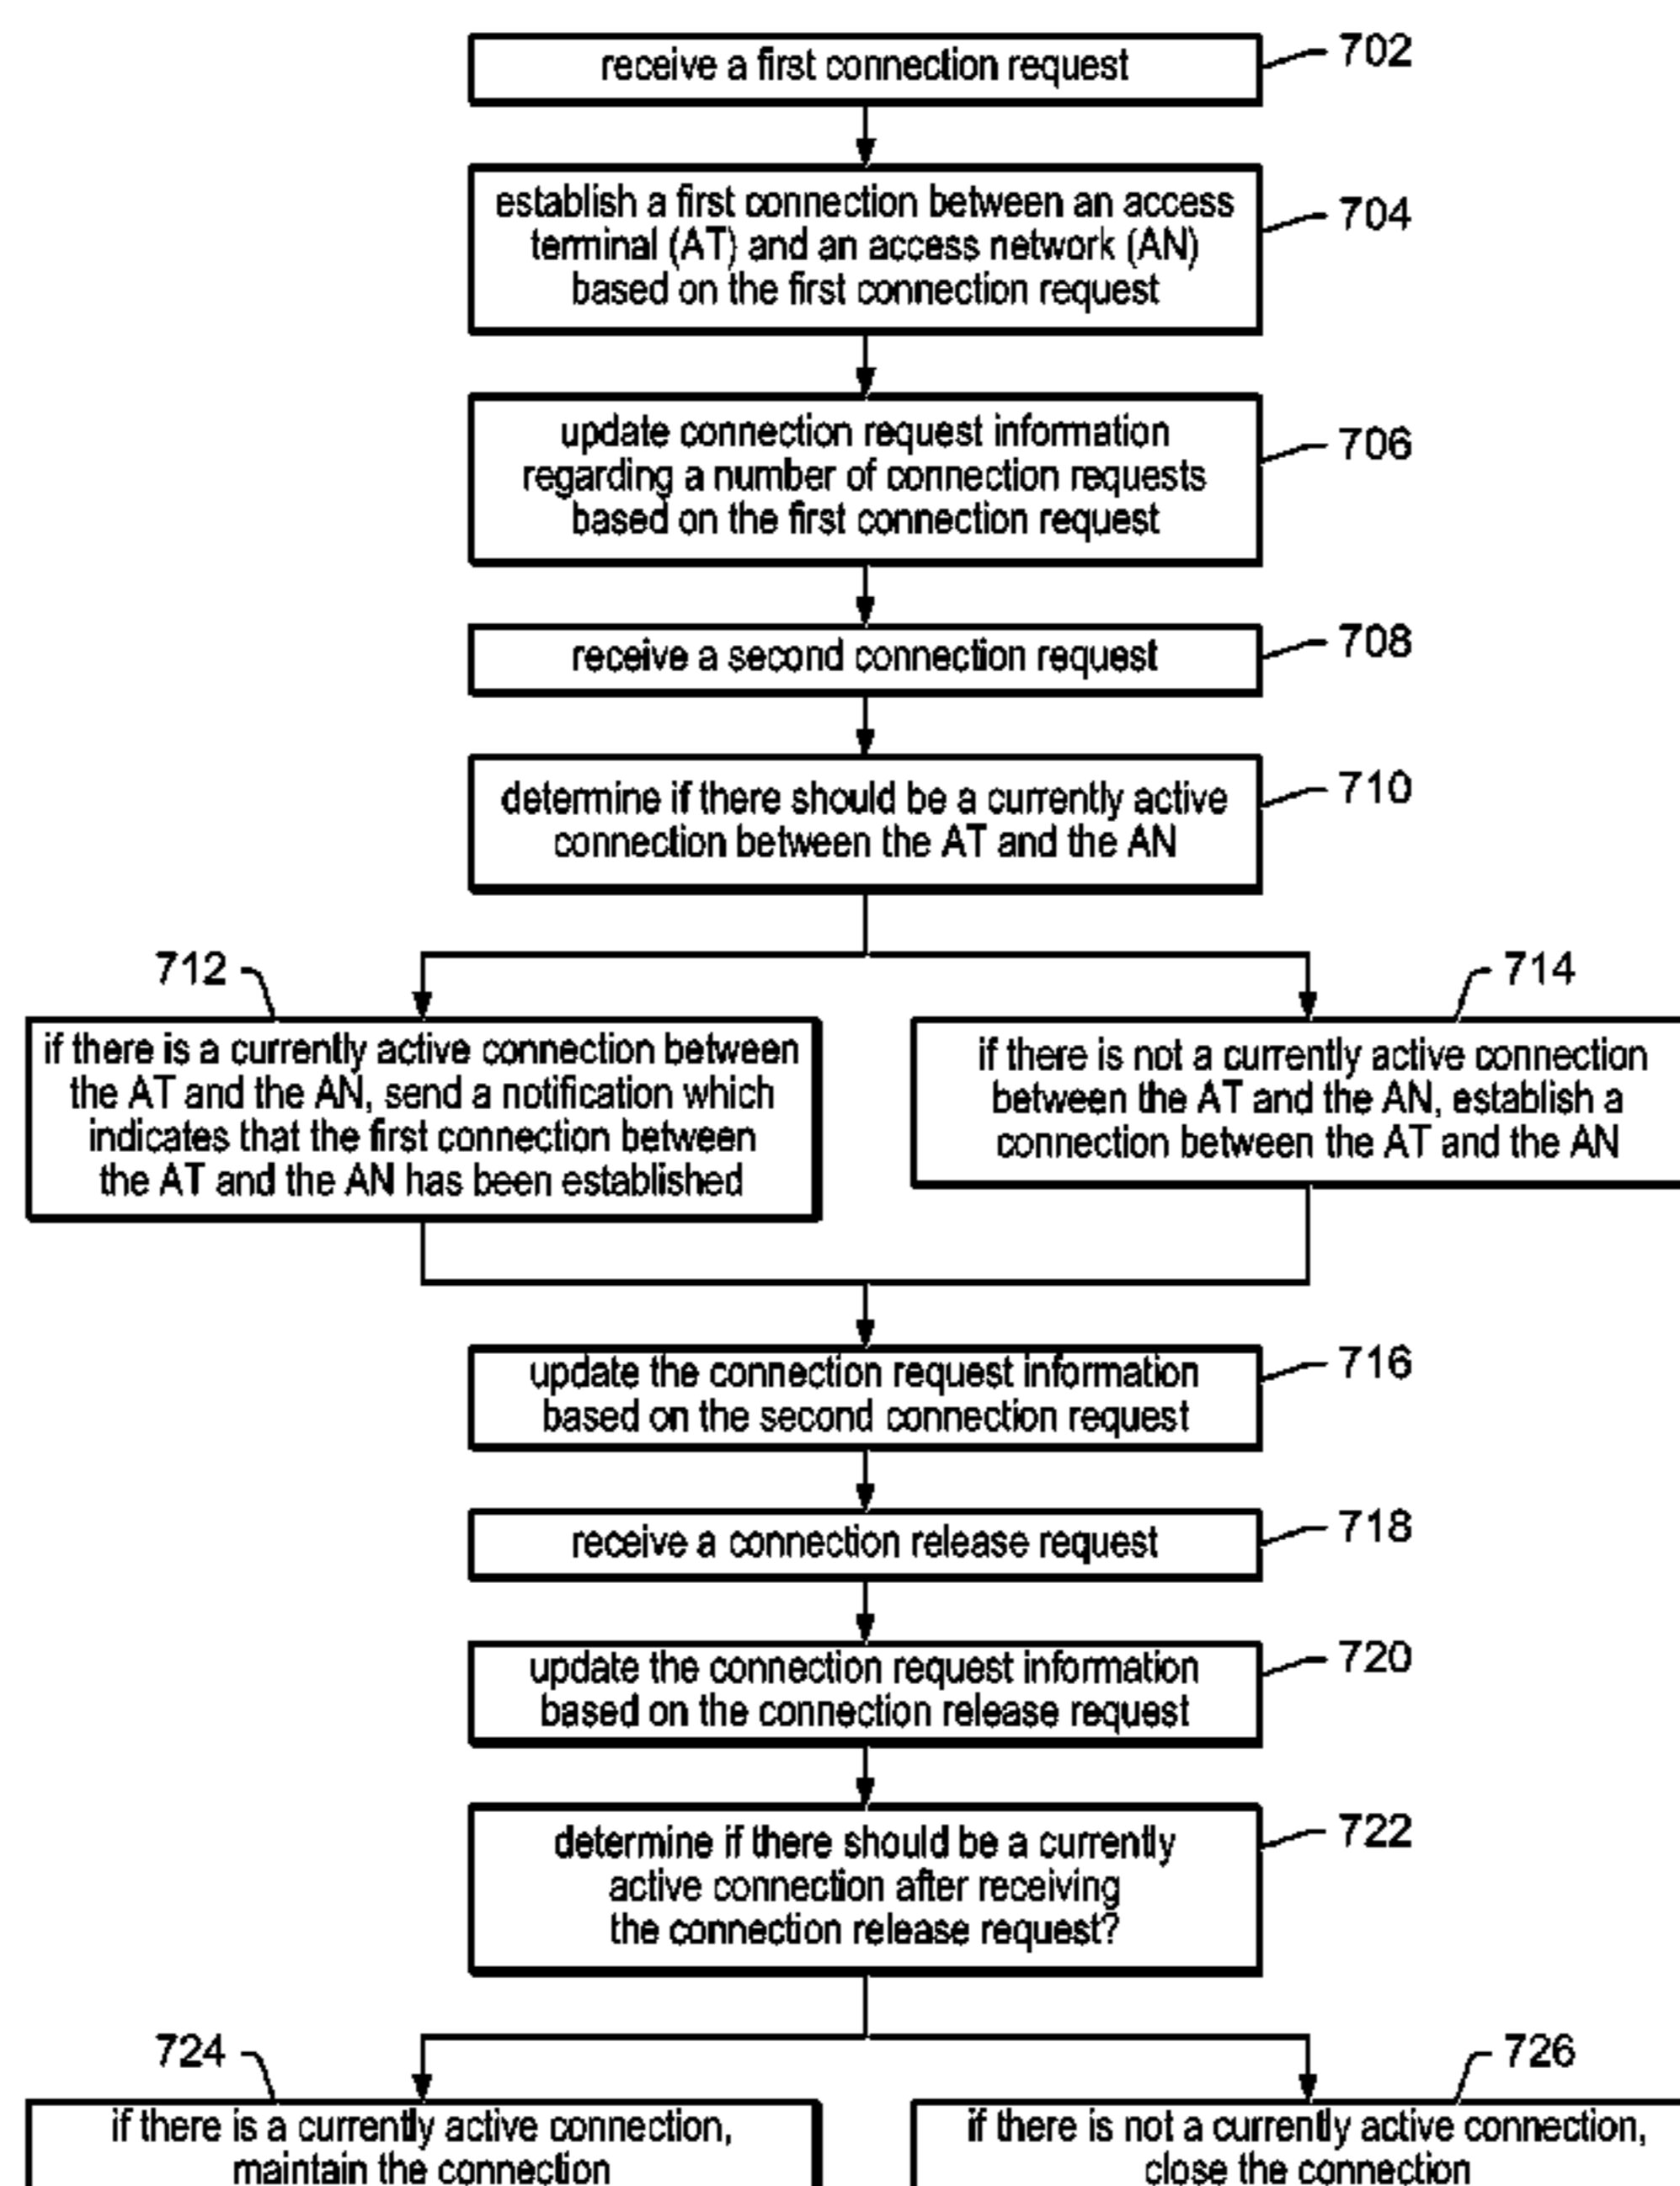 receive a first connection request
702
establish a first connection between an access
terminal (AT) and an access network (AN)
based on the first connection request
704
update connection request information
regarding a number of connection requests
based on the first connection request
706
receive a second connection request
708
determine if there should be a currently active
connection between the AT and the AN
710
712
if there is a currently active connection between
the AT and the AN, send a notification which
indicates that the first connection between
the AT and the AN has been established
714
if there is not a currently active connection
between the AT and the AN, establish a
connection between the AT and the AN
update the connection request information
based on the second connection request
716
receive a connection release request
718
update the connection request information
based on the connection release request
720
determine if there should be a currently
active connection after receiving
the connection release request?
722
724
if there is a currently active connection,
maintain the connection
726
if there is not a currently active connection,
close the connection